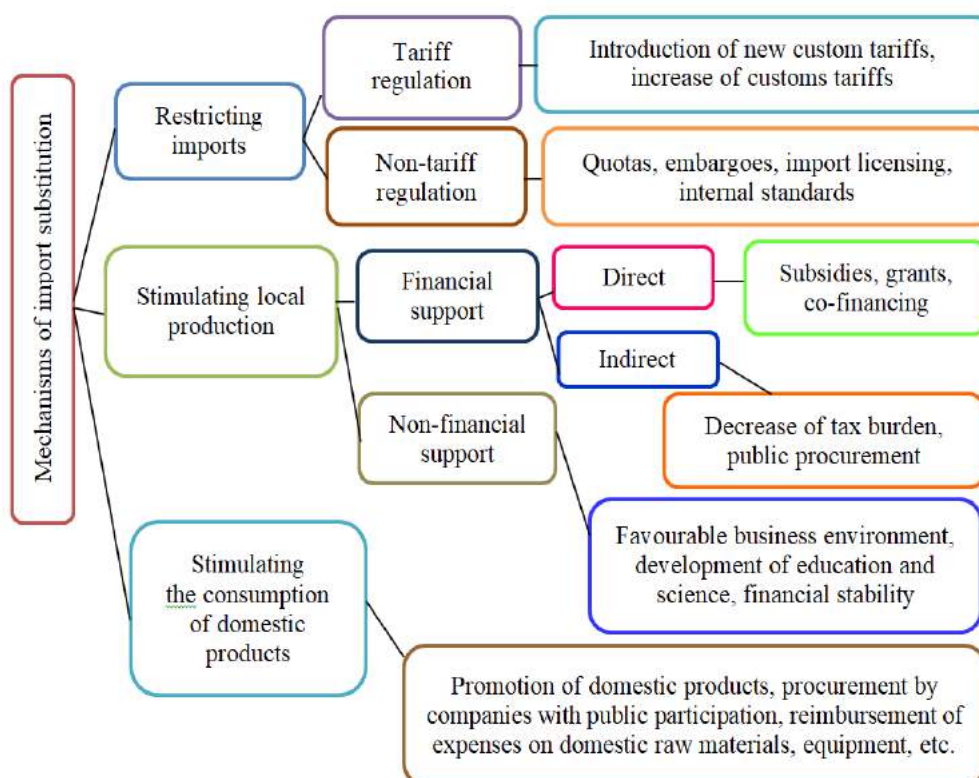 Mechanisms of import substitution
Restricting
imports
Tariff
regulation
Introduction of new custom tariffs,
increase of customs tariffs
Non-tariff
regulation
Quotas, embargoes, import licensing,
internal standards
Stimulating local
production
Financial
support
Direct
Subsidies, grants,
co-financing
Indirect
Decrease of tax burden,
public procurement
Non-financial
support
Favourable business environment,
development of education and
science, financial stability
Stimulating
the consumption
of domestic
products
Promotion of domestic products, procurement by
companies with public participation, reimbursement of
expenses on domestic raw materials, equipment, etc.